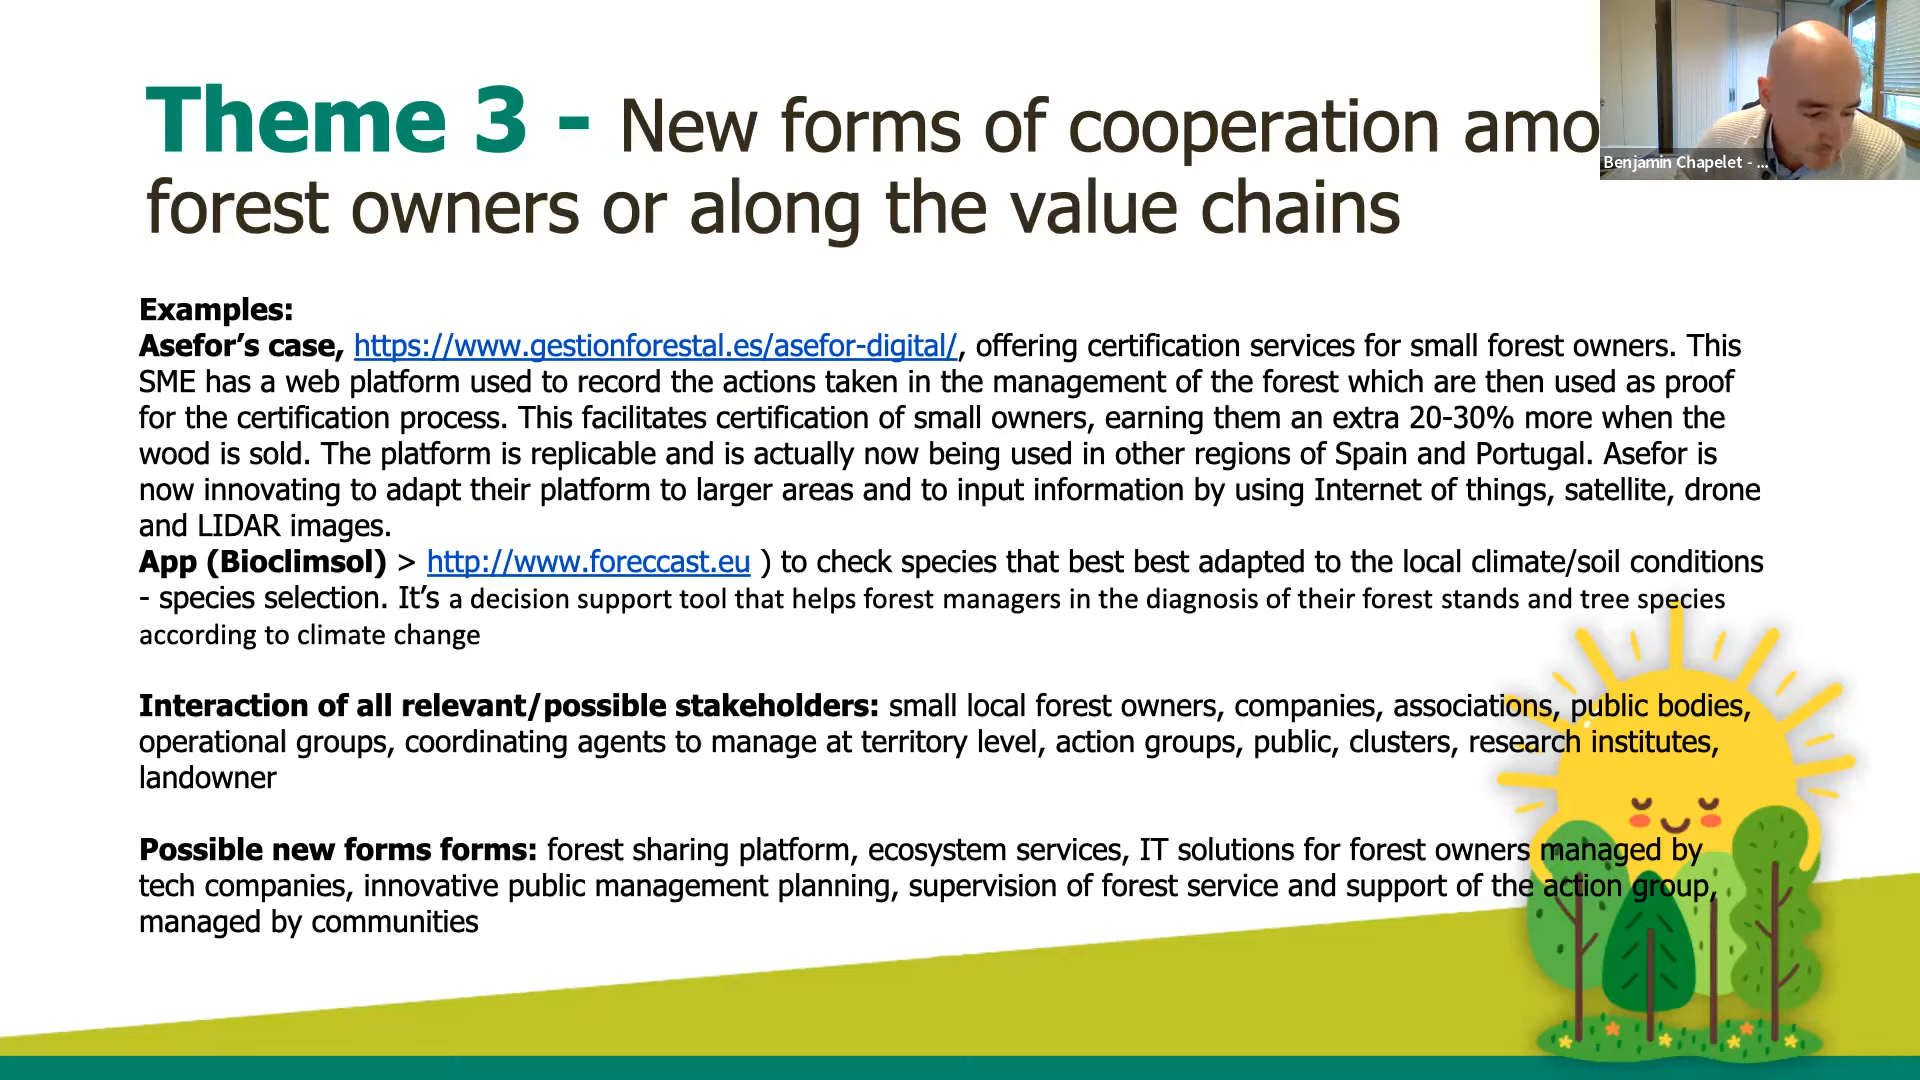 Theme 3 - New forms of cooperation amo
forest owners or along the value chains
Benjamin Chapelet - ...
Examples:
Asefor's case, https://www.gestionforestal.es/asefor-digital/, offering certification services for small forest owners. This
SME has a web platform used to record the actions taken in the management of the forest which are then used as proof
for the certification process. This facilitates certification of small owners, earning them an extra 20-30% more when the
wood is sold. The platform is replicable and is actually now being used in other regions of Spain and Portugal. Asefor is
now innovating to adapt their platform to larger areas and to input information by using Internet of things, satellite, drone
and LIDAR images.
App (Bioclimsol) > http://www.foreccast.eu ) to check species that best best adapted to the local climate/soil conditions
- species selection. It's a decision support tool that helps forest managers in the diagnosis of their forest stands and tree species
according to climate change
Interaction of all relevant/possible stakeholders: small local forest owners, companies, associations, public bodies,
operational groups, coordinating agents to manage at territory level, action groups, public, clusters, research institutes,
landowner
Possible new forms forms: forest sharing platform, ecosystem services, IT solutions for forest owners managed by
tech companies, innovative public management planning, supervision of forest service and support of the action group,
managed by communities